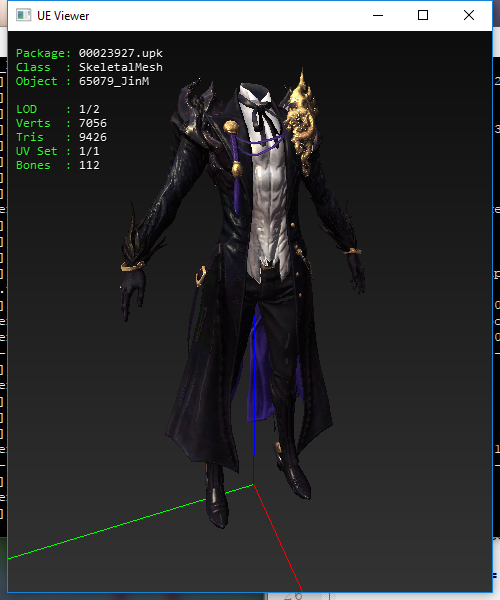 UE Viewer
Package: 00023927.upk
Class : SkeletalMesh
Object : 65079_JinM
LOD : 1/2
Verts : 7056
Tris : 9426
UV Set : 1/1
Bones : 112